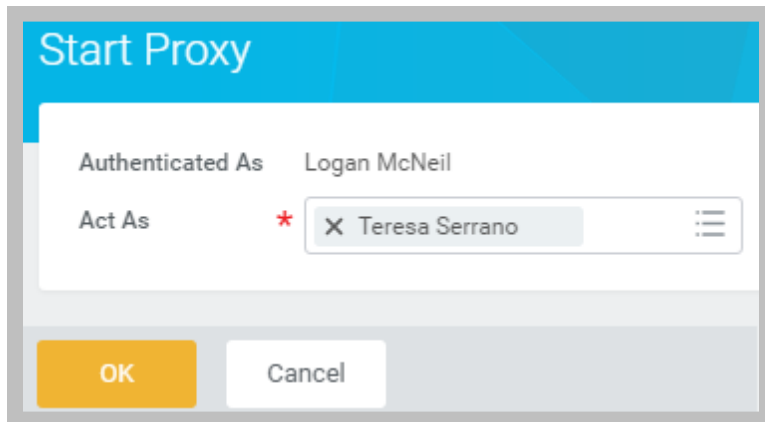 Start Proxy
Authenticated As Logan McNeil
Act As * × Teresa Serrano
OK Cancel